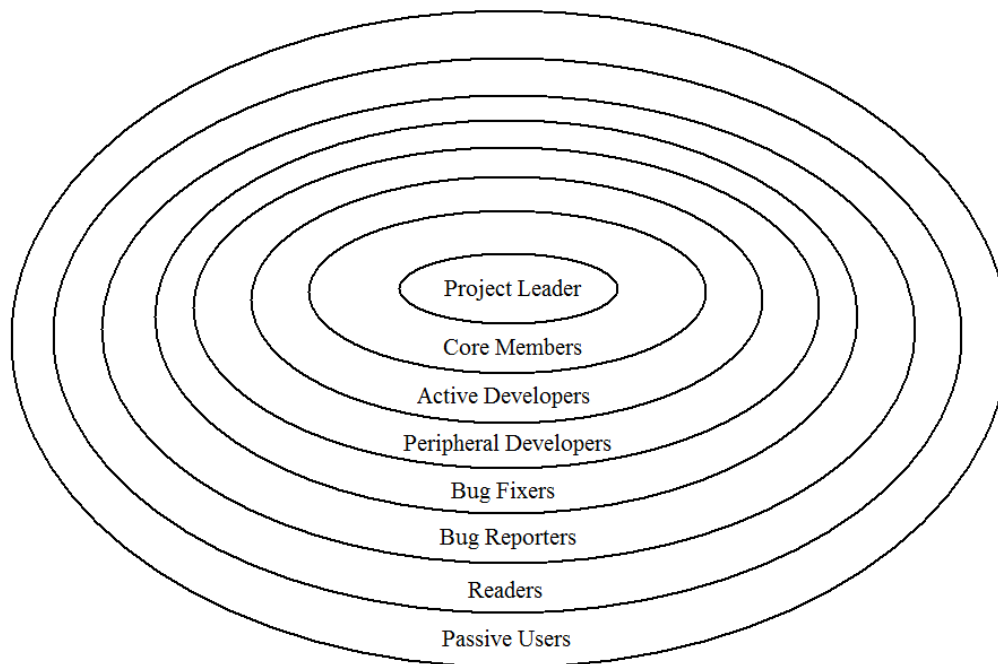 Project Leader
Core Members
Active Developers
Peripheral Developers
Bug Fixers
Bug Reporters
Readers
Passive Users